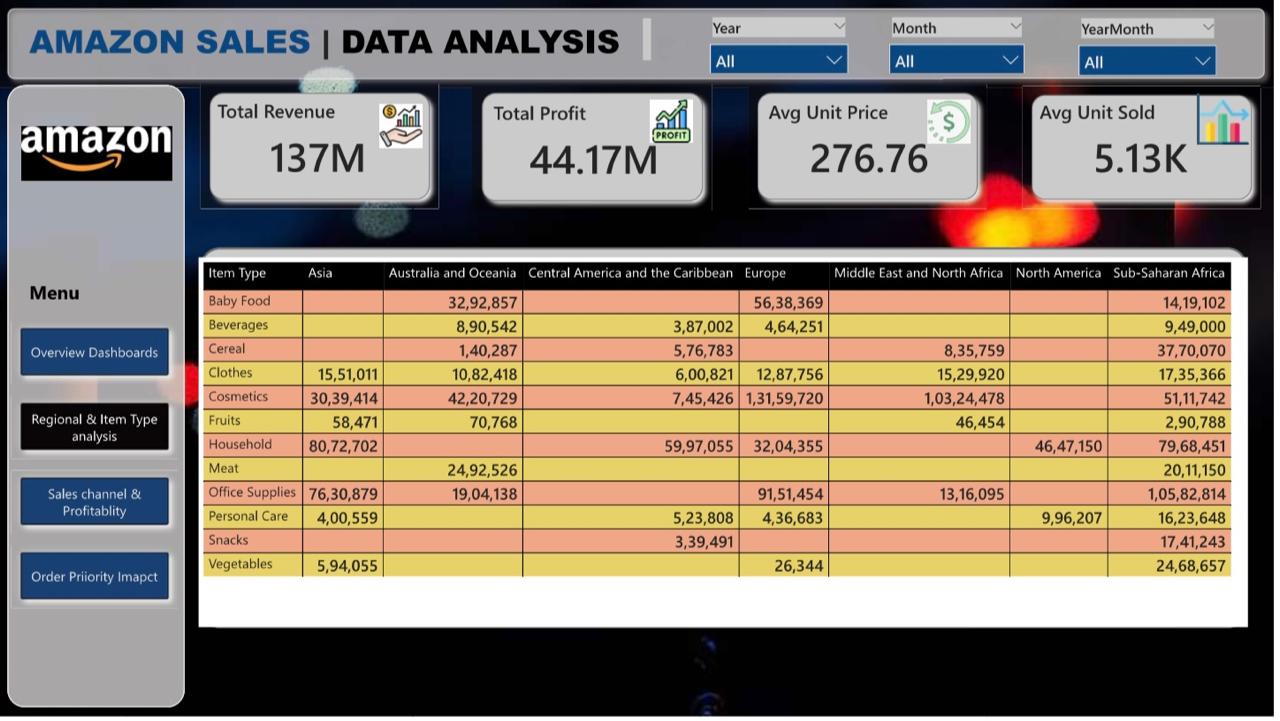 AMAZON SALES | DATA ANALYSIS
Year
All
Month
All
YearMonth
All
amazon
Total Revenue
137M
Total Profit
PROFIT
44.17M
Avg Unit Price
$
276.76
Avg Unit Sold
5.13K
Menu
Overview Dashboards
Regional & Item Type
analysis
Sales channel &
Profitablity
Order Priiority Imapct
Item Type Asia Australia and Oceania Central America and the Caribbean Europe Middle East and North Africa North America Sub-Saharan Africa
Baby Food 32,92,857 56,38,369 14,19,102
Beverages 8,90,542 3,87,002 4,64,251 9,49,000
Cereal 1,40,287 5,76,783 8,35,759 37,70,070
Clothes 15,51,011 10,82,418 6,00,821 12,87,756 15,29,920 17,35,366
Cosmetics 30,39,414 42,20,729 7,45,426 1,31,59,720 1,03,24,478 51,11,742
Fruits 58,471 70,768 46,454 2,90,788
Household 80,72,702 59,97,055 32,04,355 46,47,150 79,68,451
Meat 24,92,526 20,11,150
Office Supplies 76,30,879 19,04,138 91,51,454 13,16,095 1,05,82,814
Personal Care 4,00,559 5,23,808 4,36,683 9,96,207 16,23,648
Snacks 3,39,491 17,41,243
Vegetables 5,94,055 26,344 24,68,657